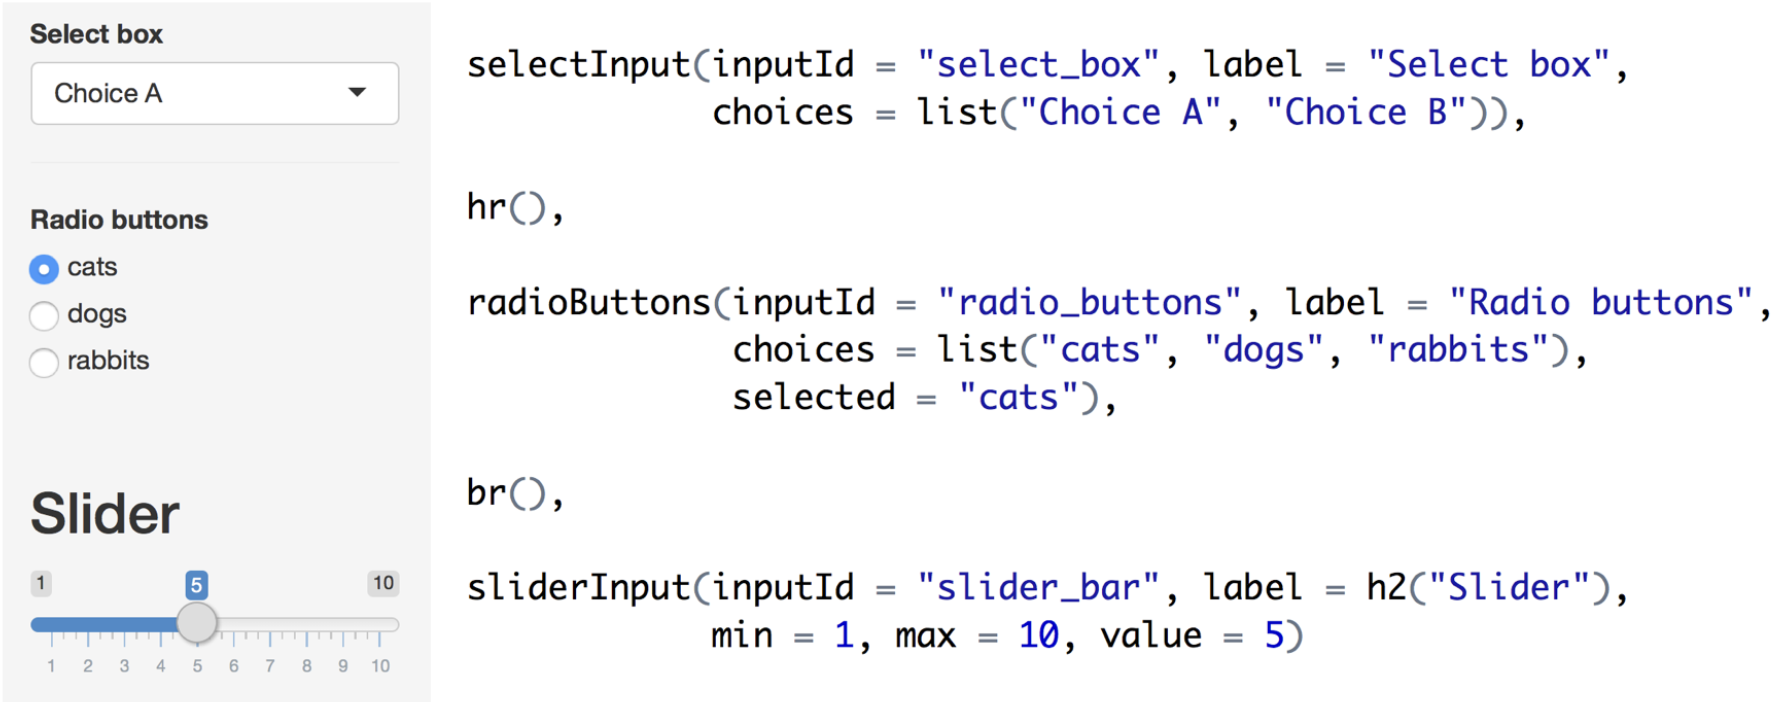 Select box
Choice A
Radio buttons
cats
dogs
rabbits
Slider
1 5 10
1 2 3 4 5 6 7 8 9 10
selectInput(inputId = "select_box", label = "Select box",
choices = list("Choice A", "Choice B")),
hr(),
radioButtons(inputId = "radio_buttons", label = "Radio buttons",
choices = list("cats", "dogs", "rabbits"),
selected = "cats"),
br(),
sliderInput(inputId = "slider_bar", label = h2("Slider"),
min = 1, max = 10, value = 5)